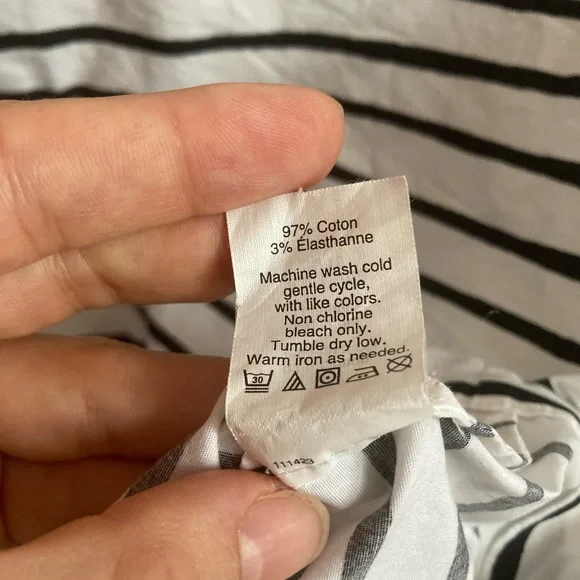 97% Coton
3% Élasthanne
Machine wash cold
gentle cycle,
with like colors.
Non chlorine
bleach only.
Tumble dry low.
Warm iron as needed.
30
111423